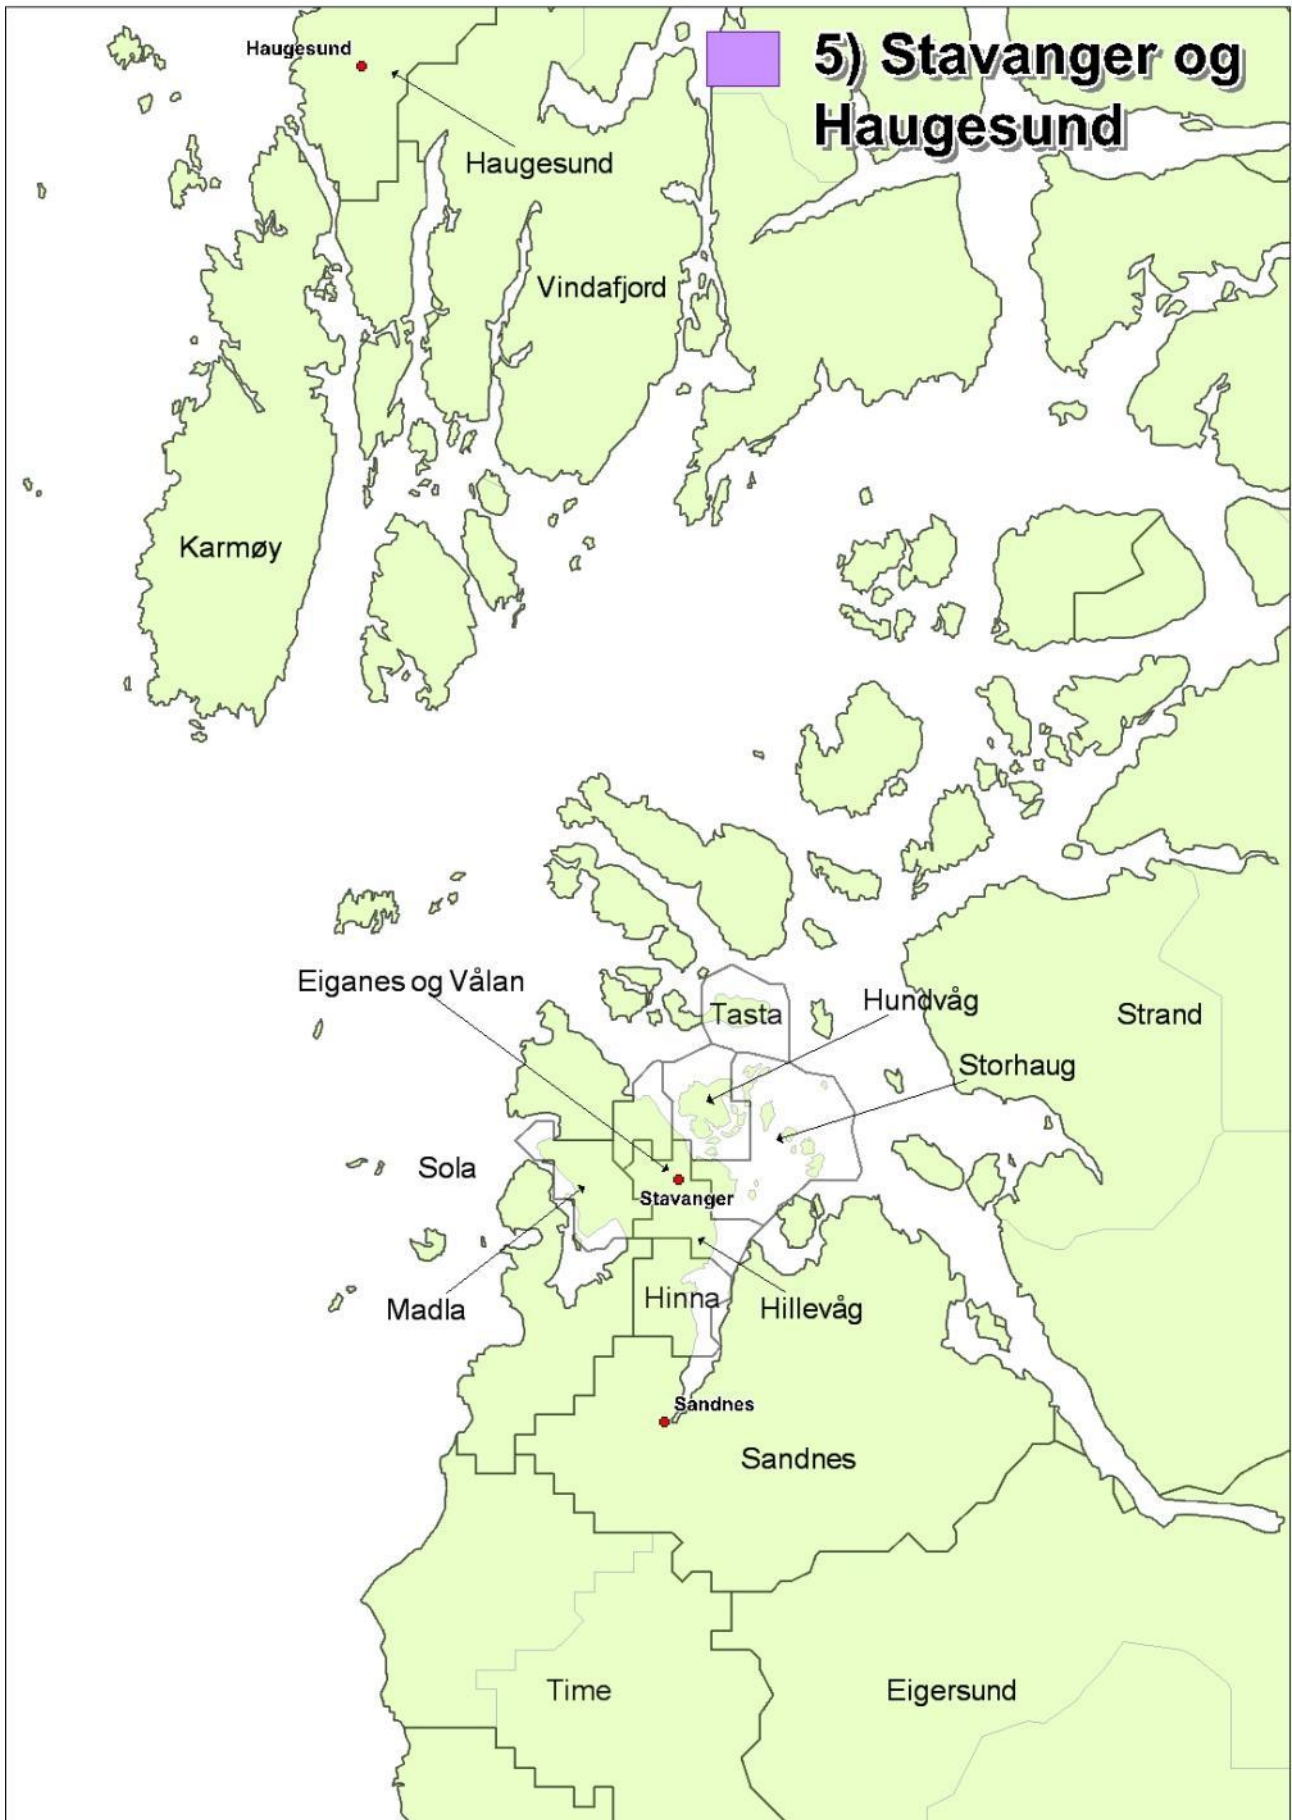 Haugesund
5) Stavanger og
Haugesund
Haugesund
Vindafjord
Karmøy
Eiganes og Vålan
Tasta
Hundvåg
Strand
Storhaug
Sola
Stavanger
Madla
Hinna
Hillevåg
Sandnes
Sandnes
Time
Eigersund